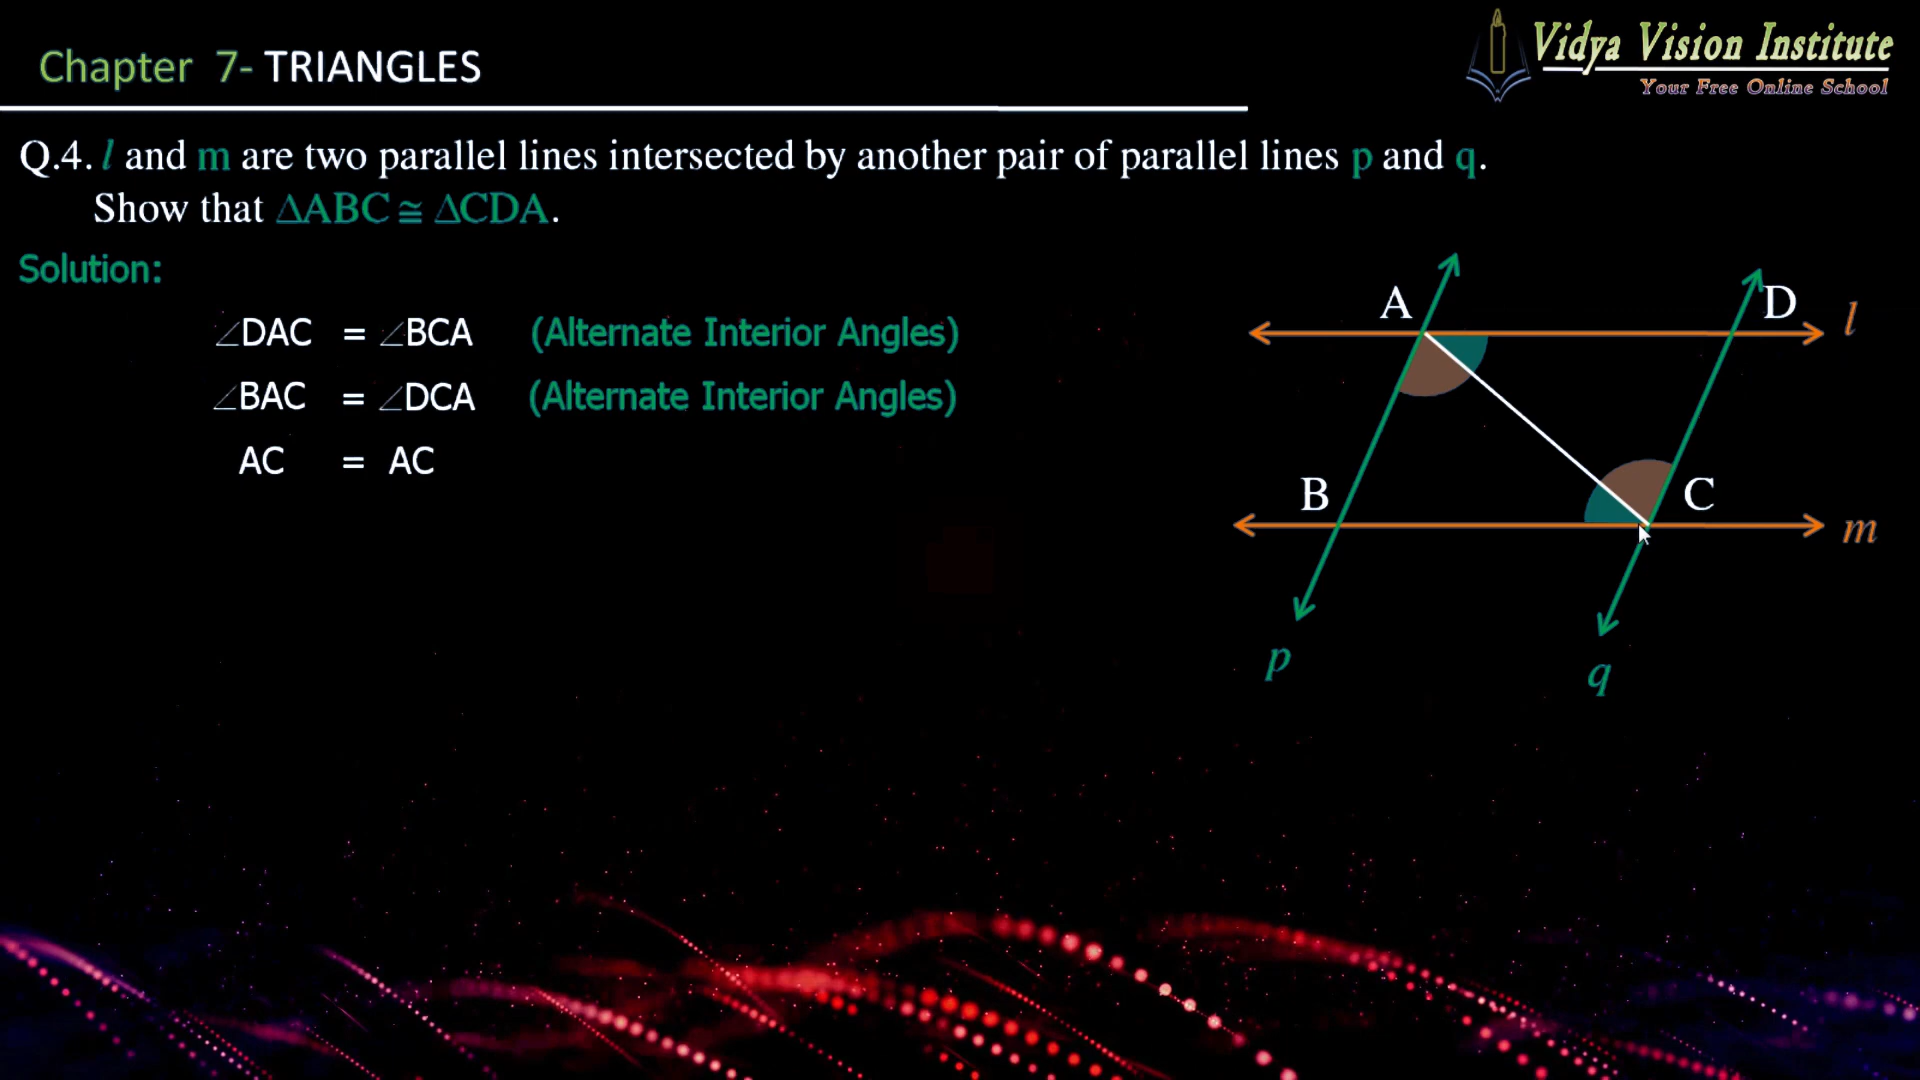 Chapter 7- TRIANGLES
Vidya Vision Institute
Your Free Online School
Q.4. l and m are two parallel lines intersected by another pair of parallel lines p and q.
Show that ΔABC ≅ ΔCDA.
Solution:
∠DAC = ∠BCA (Alternate Interior Angles)
∠BAC = ∠DCA (Alternate Interior Angles)
AC = AC
A
D
l
B
C
m
p
q